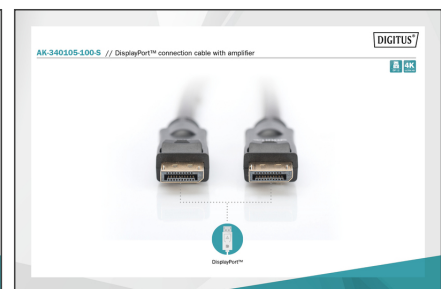 DIGITUS®
AK-340105-100-S // DisplayPort™ connection cable with amplifier
4K
DisplayPort™